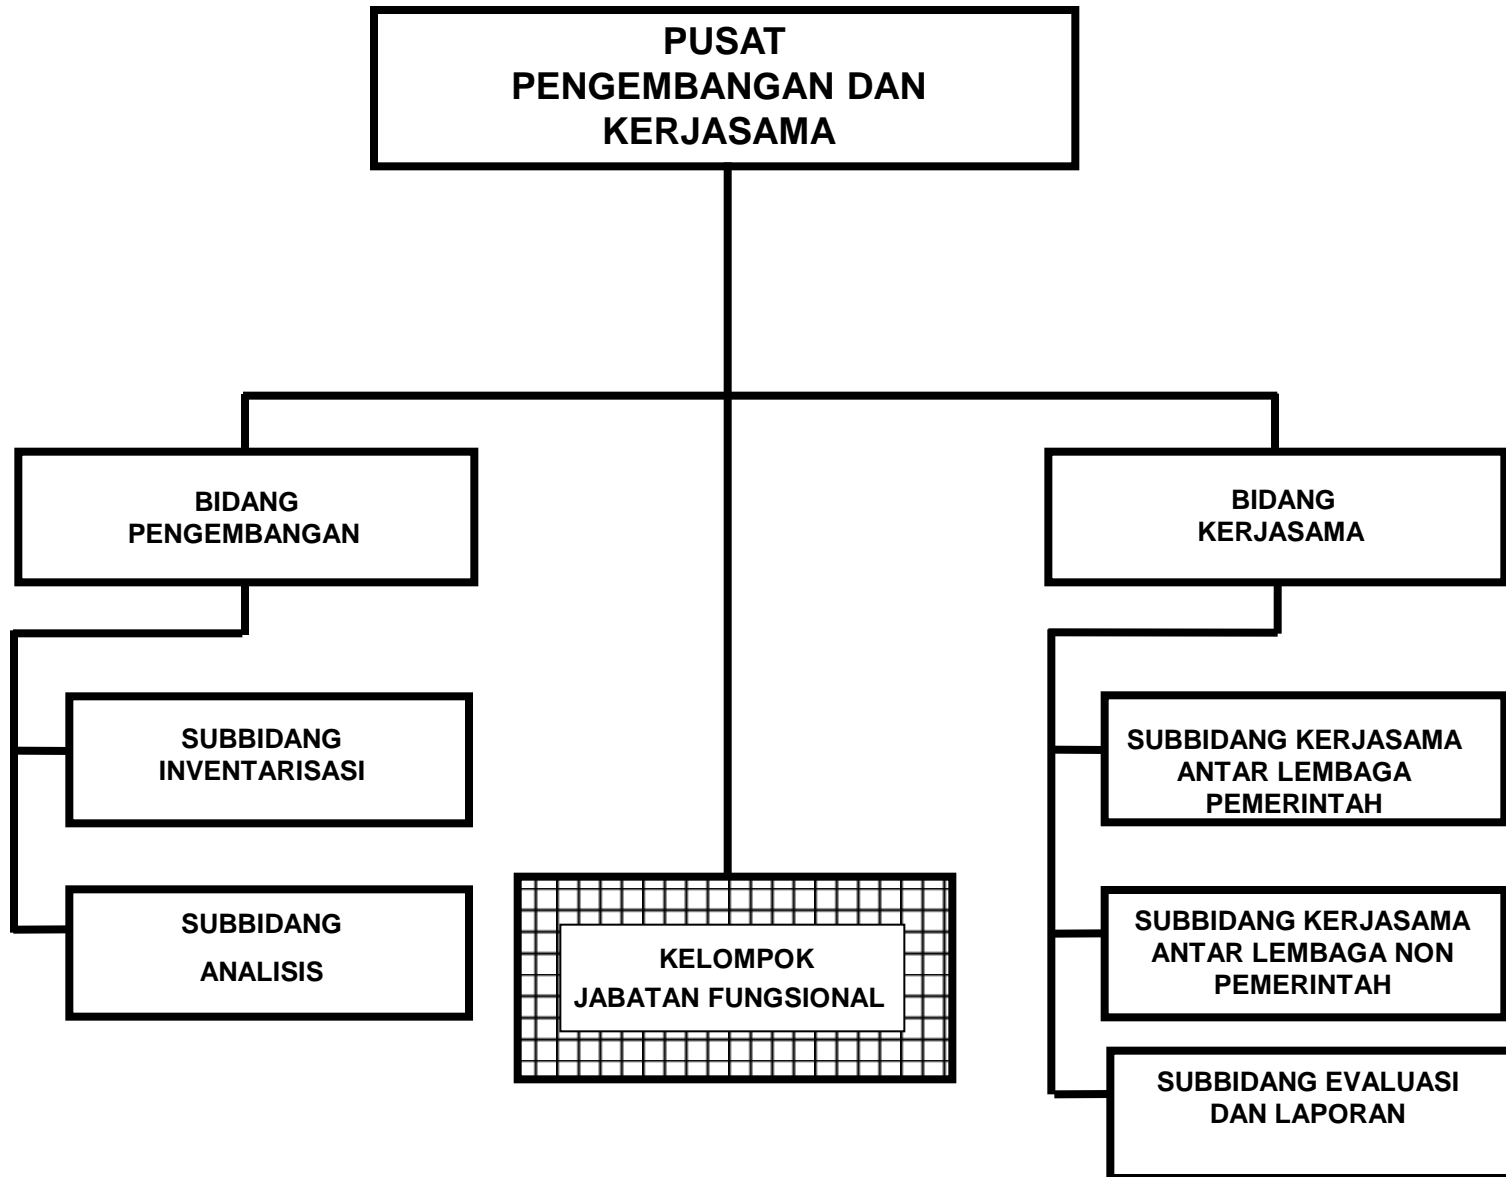 PUSAT
PENGEMBANGAN DAN
KERJASAMA
BIDANG
PENGEMBANGAN
BIDANG
KERJASAMA
SUBBIDANG
INVENTARISASI
SUBBIDANG
ANALISIS
KELOMPOK
JABATAN FUNGSIONAL
SUBBIDANG KERJASAMA
ANTAR LEMBAGA
PEMERINTAH
SUBBIDANG KERJASAMA
ANTAR LEMBAGA NON
PEMERINTAH
SUBBIDANG EVALUASI
DAN LAPORAN